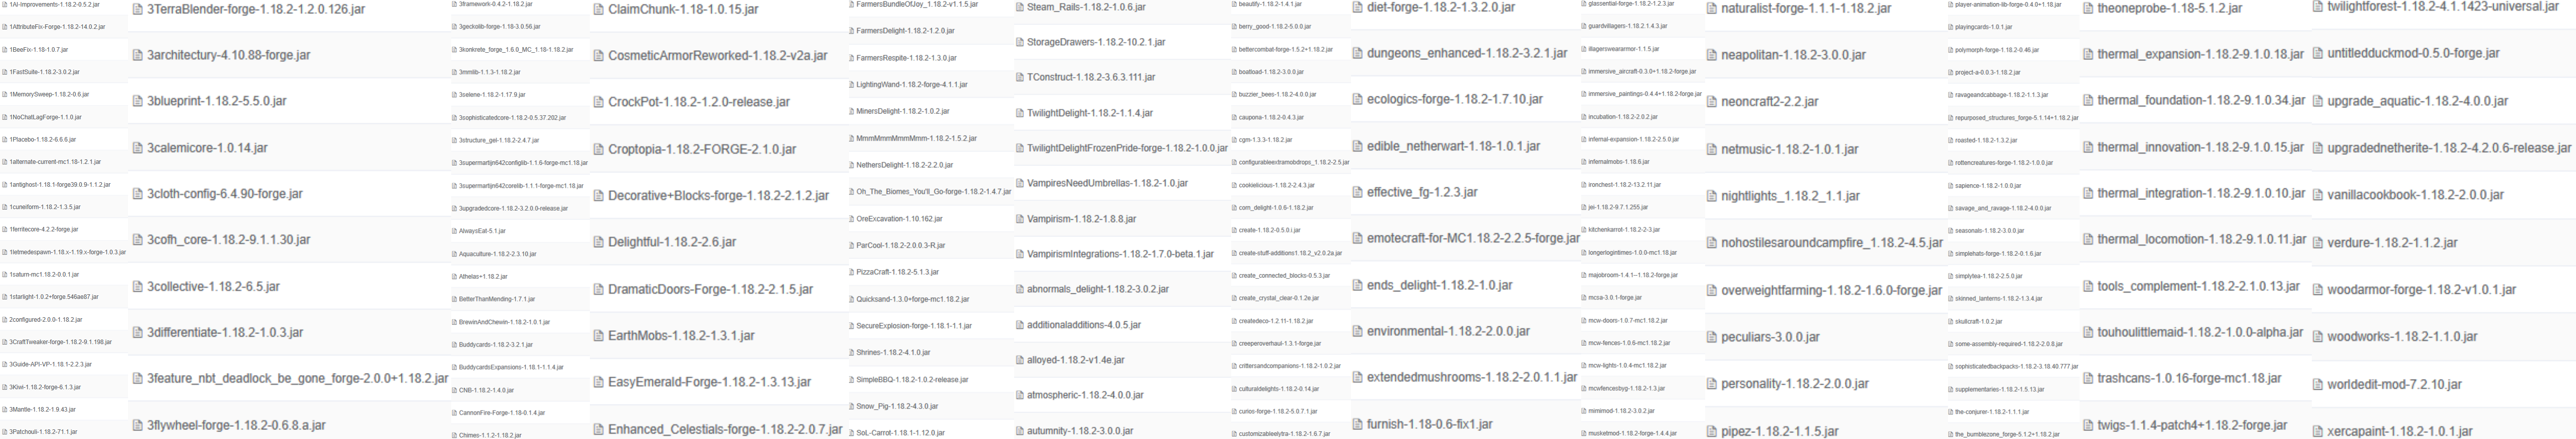 1AI-Improvements-1.18.2-0.5.2.jar
1AttributeFix-Forge-1.18.2-14.0.2.jar
1BeeFix-1.18-1.0.7.jar
1FastSuite-1.18.2-3.0.2.jar
1MemorySweep-1.18.2-0.6.jar
1NoChatLagForge-1.1.0.jar
1Placebo-1.18.2-6.6.6.jar
1alternate-current-mc1.18-1.2.1.jar
1antighost-1.18.1-forge39.0.9-1.1.2.jar
1cuneiform-1.18.2-1.3.5.jar
1ferritecore-4.2.2-forge.jar
1letmedespawn-1.18.x-1.19.x-forge-1.0.3.jar
1saturn-mc1.18.2-0.0.1.jar
1starlight-1.0.2+forge.546ae87.jar
2configured-2.0.0-1.18.2.jar
3CraftTweaker-forge-1.18.2-9.1.198.jar
3Guide-API-VP-1.18.1-2.2.3.jar
3Kiwi-1.18.2-forge-6.1.3.jar
3Mantle-1.18.2-1.9.43.jar
3Patchouli-1.18.2-71.1.jar
3TerraBlender-forge-1.18.2-1.2.0.126.jar
3architectury-4.10.88-forge.jar
3blueprint-1.18.2-5.5.0.jar
3calemicore-1.0.14.jar
3cloth-config-6.4.90-forge.jar
3cofh_core-1.18.2-9.1.1.30.jar
3collective-1.18.2-6.5.jar
3differentiate-1.18.2-1.0.3.jar
3feature_nbt_deadlock_be_gone_forge-2.0.0+1.18.2.jar
3flywheel-forge-1.18.2-0.6.8.a.jar
3framework-0.4.2-1.18.2.jar
3geckolib-forge-1.18-3.0.56.jar
3konkrete_forge_1.6.0_MC_1.18-1.18.2.jar
3mmlib-1.1.3-1.18.2.jar
3selene-1.18.2-1.17.9.jar
3sophisticatedcore-1.18.2-0.5.37.202.jar
3structure_gel-1.18.2-2.4.7.jar
3supermartijn642configlib-1.1.6-forge-mc1.18.jar
3supermartijn642corelib-1.1.1-forge-mc1.18.jar
3upgradedcore-1.18.2-3.2.0.0-release.jar
AlwaysEat-5.1.jar
Aquaculture-1.18.2-2.3.10.jar
Athelas+1.18.2.jar
BetterThanMending-1.7.1.jar
BrewinAndChewin-1.18.2-1.0.1.jar
Buddycards-1.18.2-3.2.1.jar
BuddycardsExpansions-1.18.1-1.1.4.jar
CNB-1.18.2-1.4.0.jar
CannonFire-Forge-1.18-0.1.4.jar
Chimes-1.1.2-1.18.2.jar
ClaimChunk-1.18-1.0.15.jar
CosmeticArmorReworked-1.18.2-v2a.jar
CrockPot-1.18.2-1.2.0-release.jar
Croptopia-1.18.2-FORGE-2.1.0.jar
Decorative+Blocks-forge-1.18.2-2.1.2.jar
Delightful-1.18.2-2.6.jar
DramaticDoors-Forge-1.18.2-2.1.5.jar
EarthMobs-1.18.2-1.3.1.jar
EasyEmerald-Forge-1.18.2-1.3.13.jar
Enhanced_Celestials-forge-1.18.2-2.0.7.jar
FarmersBundleOfJoy_1.18.2-v1.1.5.jar
FarmersDelight-1.18.2-1.2.0.jar
FarmersRespite-1.18.2-1.3.0.jar
LightingWand-1.18.2-forge-4.1.1.jar
MinersDelight-1.18.2-1.0.2.jar
MmmMmmMmmMmm-1.18.2-1.5.2.jar
NethersDelight-1.18.2-2.2.0.jar
Oh_The_Biomes_You'll_Go-forge-1.18.2-1.4.7.jar
OreExcavation-1.10.162.jar
ParCool-1.18.2-2.0.0.3-R.jar
PizzaCraft-1.18.2-5.1.3.jar
Quicksand-1.3.0+forge-mc1.18.2.jar
SecureExplosion-forge-1.18.1-1.1.jar
Shrines-1.18.2-4.1.0.jar
SimpleBBQ-1.18.2-1.0.2-release.jar
Snow_Pig-1.18.2-4.3.0.jar
SoL-Carrot-1.18.1-1.12.0.jar
Steam_Rails-1.18.2-1.0.6.jar
StorageDrawers-1.18.2-10.2.1.jar
TConstruct-1.18.2-3.6.3.111.jar
TwilightDelight-1.18.2-1.1.4.jar
TwilightDelightFrozenPride-forge-1.18.2-1.0.0.jar
VampiresNeedUmbrellas-1.18.2-1.0.jar
Vampirism-1.18.2-1.8.8.jar
VampirismIntegrations-1.18.2-1.7.0-beta.1.jar
abnormals_delight-1.18.2-3.0.2.jar
additionaladditions-4.0.5.jar
alloyed-1.18.2-v1.4e.jar
atmospheric-1.18.2-4.0.0.jar
autumnity-1.18.2-3.0.0.jar
beautify-1.18.2-1.4.1.jar
berry_good-1.18.2-5.0.0.jar
bettercombat-forge-1.5.2+1.18.2.jar
boatload-1.18.2-3.0.0.jar
buzzier_bees-1.18.2-4.0.0.jar
caupona-1.18.2-0.4.3.jar
cgm-1.3.3-1.18.2.jar
configurableextramobdrops_1.18.2-2.5.jar
cookielicious-1.18.2-2.4.3.jar
corn_delight-1.0.6-1.18.2.jar
create-1.18.2-0.5.0.i.jar
create-stuff-additions1.18.2_v2.0.2a.jar
create_connected_blocks-0.5.3.jar
create_crystal_clear-0.1.2e.jar
createdeco-1.2.11-1.18.2.jar
creeperoverhaul-1.3.1-forge.jar
crittersandcompanions-1.18.2-1.0.2.jar
culturaldelights-1.18.2-0.14.jar
curios-forge-1.18.2-5.0.7.1.jar
customizableelytra-1.18.2-1.6.7.jar
diet-forge-1.18.2-1.3.2.0.jar
dungeons_enhanced-1.18.2-3.2.1.jar
ecologics-forge-1.18.2-1.7.10.jar
edible_netherwart-1.18-1.0.1.jar
effective_fg-1.2.3.jar
emotecraft-for-MC1.18.2-2.2.5-forge.jar
ends_delight-1.18.2-1.0.jar
environmental-1.18.2-2.0.0.jar
extendedmushrooms-1.18.2-2.0.1.1.jar
furnish-1.18-0.6-fix1.jar
glassential-forge-1.18.2-1.2.3.jar
guardvillagers-1.18.2.1.4.3.jar
illagersweararmor-1.1.5.jar
immersive_aircraft-0.3.0+1.18.2-forge.jar
immersive_paintings-0.4.4+1.18.2-forge.jar
incubation-1.18.2-2.0.2.jar
infernal-expansion-1.18.2-2.5.0.jar
infernalmobs-1.18.6.jar
ironchest-1.18.2-13.2.11.jar
jei-1.18.2-9.7.1.255.jar
kitchenkarrot-1.18.2-2-3.jar
longerlogintimes-1.0.0-mc1.18.jar
majobroom-1.4.1--1.18.2-forge.jar
mcsa-3.0.1-forge.jar
mcw-doors-1.0.7-mc1.18.2.jar
mcw-fences-1.0.6-mc1.18.2.jar
mcw-lights-1.0.4-mc1.18.2.jar
mcwfencesbyg-1.18.2-1.3.jar
mimimod-1.18.2-3.0.2.jar
musketmod-1.18.2-forge-1.4.4.jar
naturalist-forge-1.1.1-1.18.2.jar
neapolitan-1.18.2-3.0.0.jar
neoncraft2-2.2.jar
netmusic-1.18.2-1.0.1.jar
nightlights_1.18.2_1.1.jar
nohostilesaroundcampfire_1.18.2-4.5.jar
overweightfarming-1.18.2-1.6.0-forge.jar
peculiars-3.0.0.jar
personality-1.18.2-2.0.0.jar
pipez-1.18.2-1.1.5.jar
player-animation-lib-forge-0.4.0+1.18.jar
playingcards-1.0.1.jar
polymorph-forge-1.18.2-0.46.jar
project-a-0.0.3-1.18.2.jar
ravageandcabbage-1.18.2-1.1.3.jar
repurposed_structures_forge-5.1.14+1.18.2.jar
roasted-1.18.2-1.3.2.jar
rottencreatures-forge-1.18.2-1.0.0.jar
sapience-1.18.2-1.0.0.jar
savage_and_ravage-1.18.2-4.0.0.jar
seasonals-1.18.2-3.0.0.jar
simplehats-forge-1.18.2-0.1.6.jar
simplytea-1.18.2-2.5.0.jar
skinned_lanterns-1.18.2-1.3.4.jar
skullcraft-1.0.2.jar
some-assembly-required-1.18.2-2.0.8.jar
sophisticatedbackpacks-1.18.2-3.18.40.777.jar
supplementaries-1.18.2-1.5.13.jar
the-conjurer-1.18.2-1.1.1.jar
the_bumblezone_forge-5.1.2+1.18.2.jar
theoneprobe-1.18-5.1.2.jar
thermal_expansion-1.18.2-9.1.0.18.jar
thermal_foundation-1.18.2-9.1.0.34.jar
thermal_innovation-1.18.2-9.1.0.15.jar
thermal_integration-1.18.2-9.1.0.10.jar
thermal_locomotion-1.18.2-9.1.0.11.jar
tools_complement-1.18.2-2.1.0.13.jar
touhoulittlemaid-1.18.2-1.0.0-alpha.jar
trashcans-1.0.16-forge-mc1.18.jar
twigs-1.1.4-patch4+1.18.2-forge.jar
twilightforest-1.18.2-4.1.1423-universal.jar
untitledduckmod-0.5.0-forge.jar
upgrade_aquatic-1.18.2-4.0.0.jar
upgradednetherite-1.18.2-4.2.0.6-release.jar
vanillacookbook-1.18.2-2.0.0.jar
verdure-1.18.2-1.1.2.jar
woodarmor-forge-1.18.2-v1.0.1.jar
woodworks-1.18.2-1.1.0.jar
worldedit-mod-7.2.10.jar
xercapaint-1.18.2-1.0.1.jar